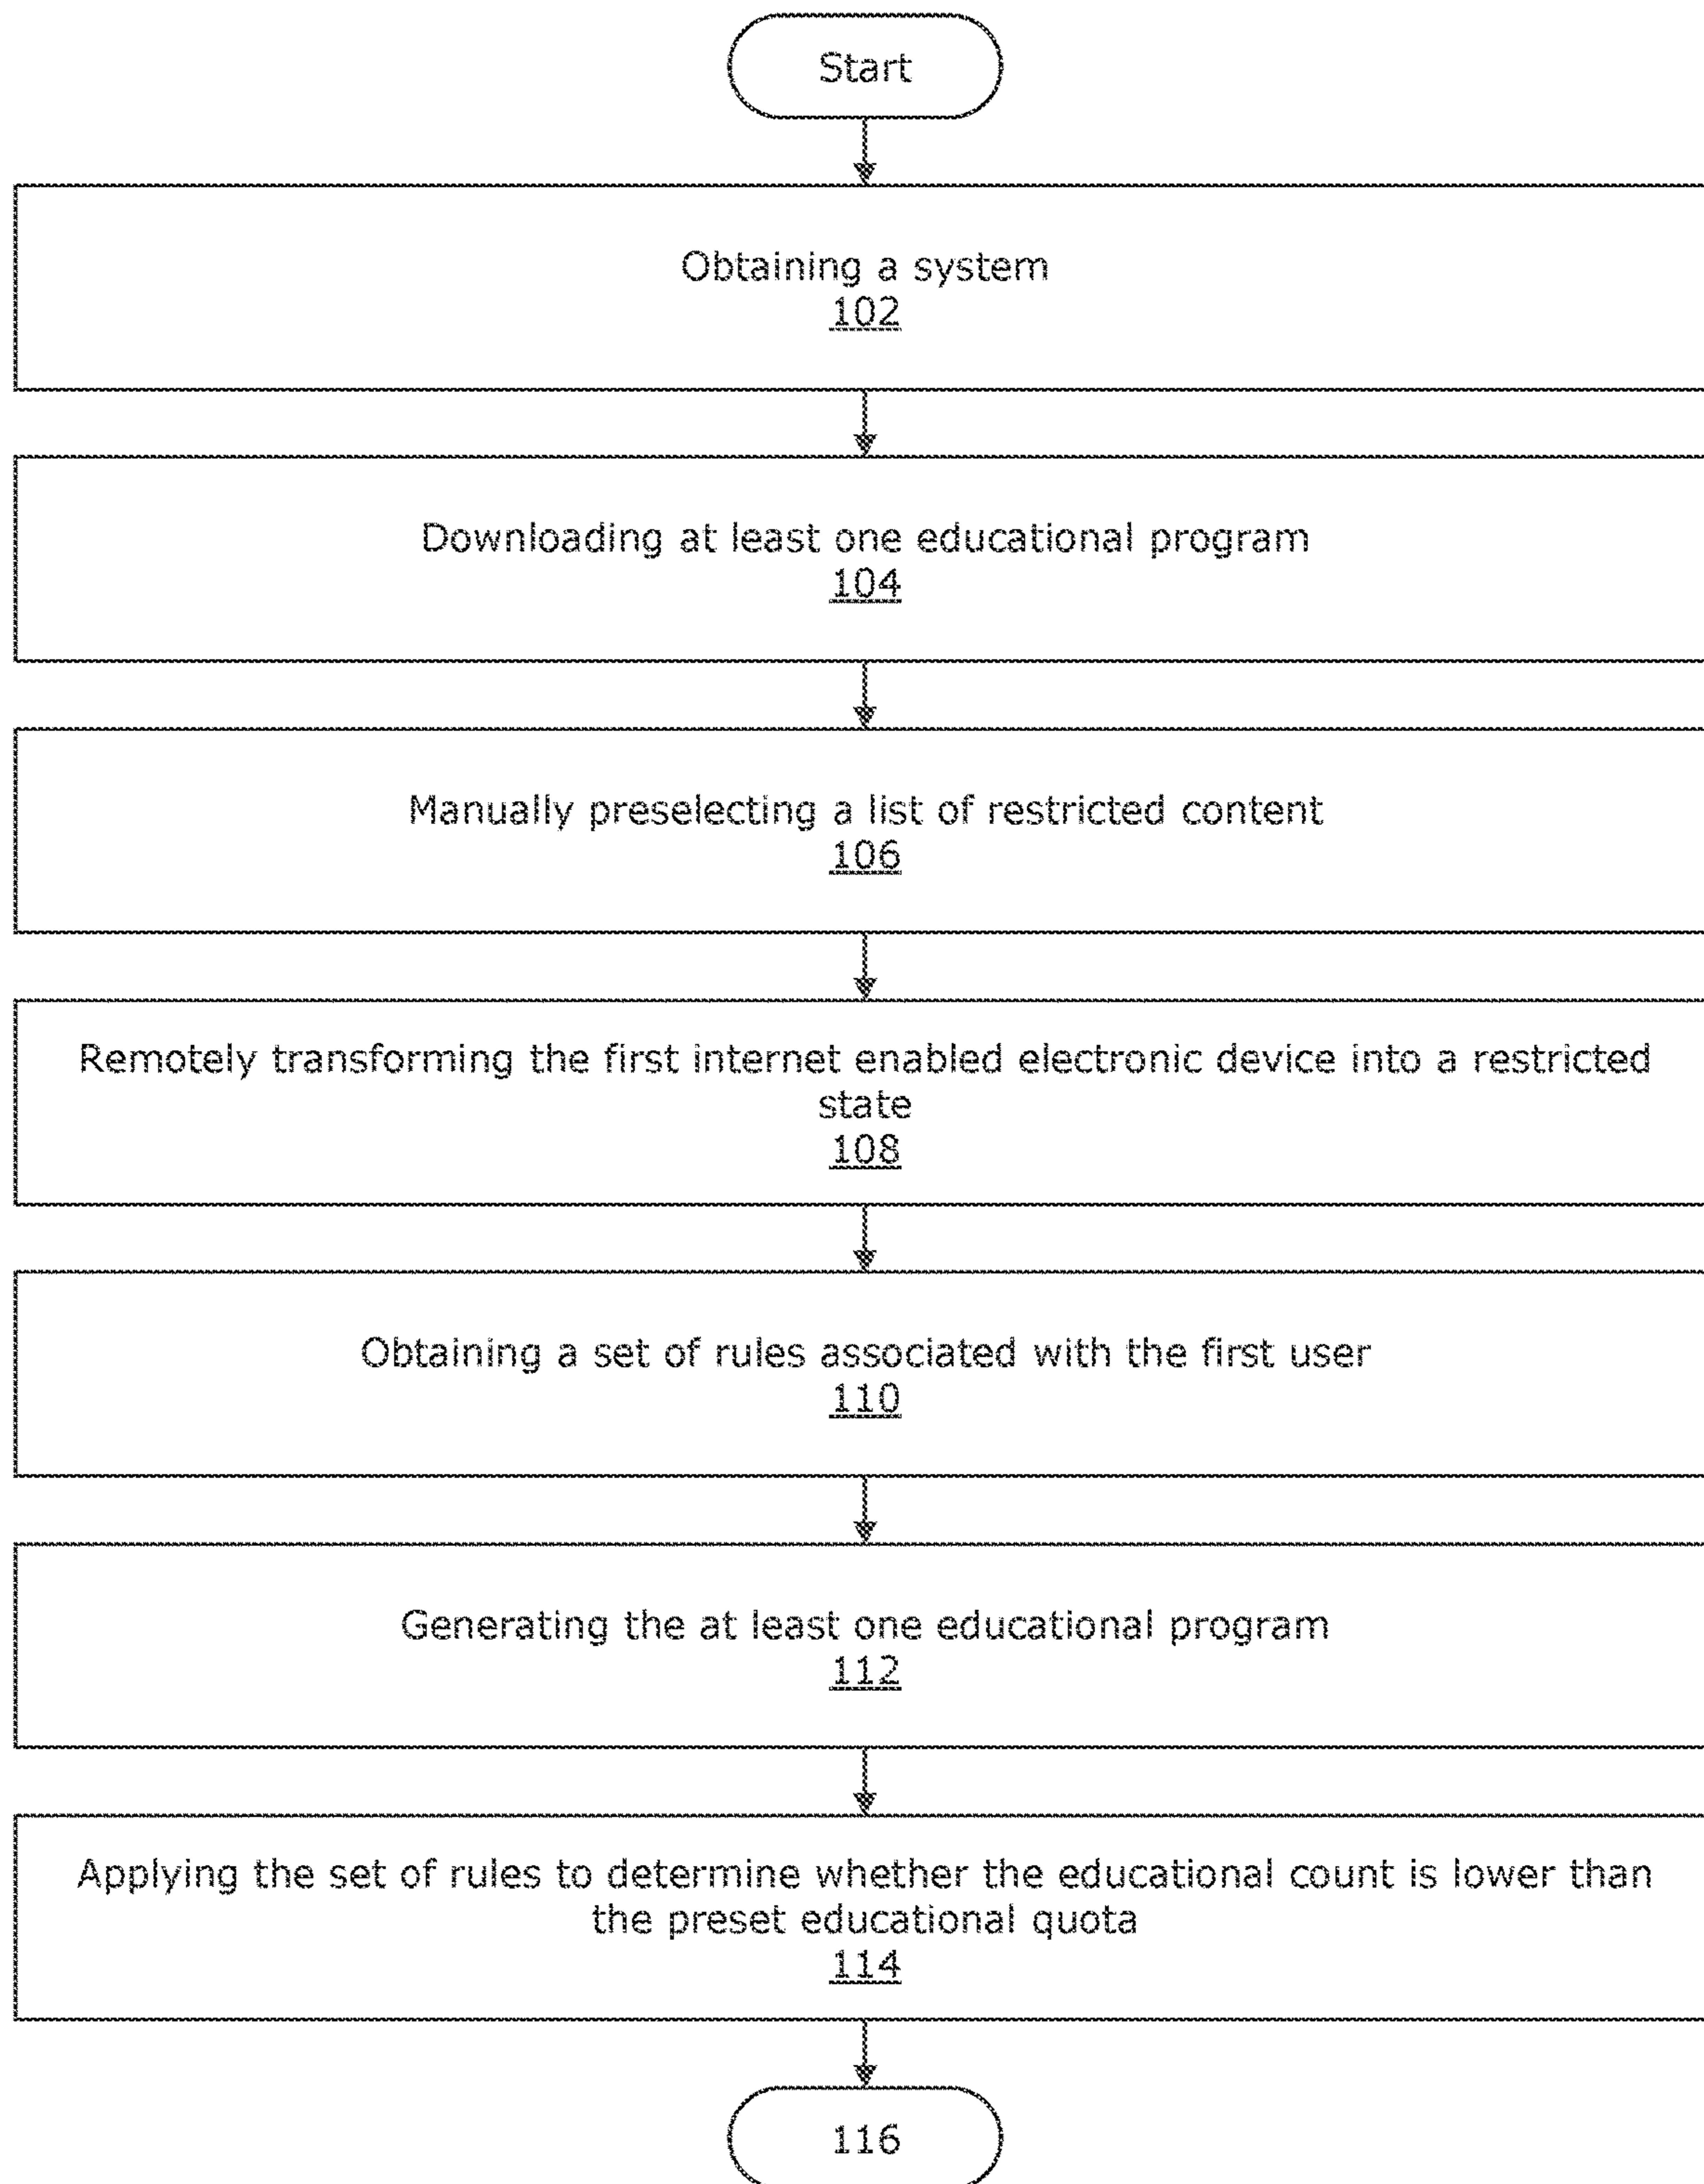 Start
Obtaining a system
102
Downloading at least one educational program
104
Manually preselecting a list of restricted content
106
Remotely transforming the first internet enabled electronic device into a restricted
state
108
Obtaining a set of rules associated with the first user
110
Generating the at least one educational program
112
Applying the set of rules to determine whether the educational count is lower than
the preset educational quota
114
116